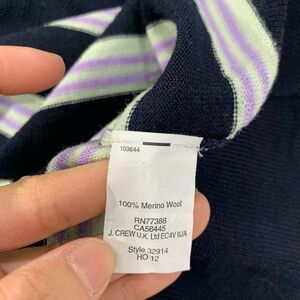 103644
100% Merino Wool
RN77388
CA56445
J. CREW U.K. Ltd EC4V 6JA
Style 32914
HO 12